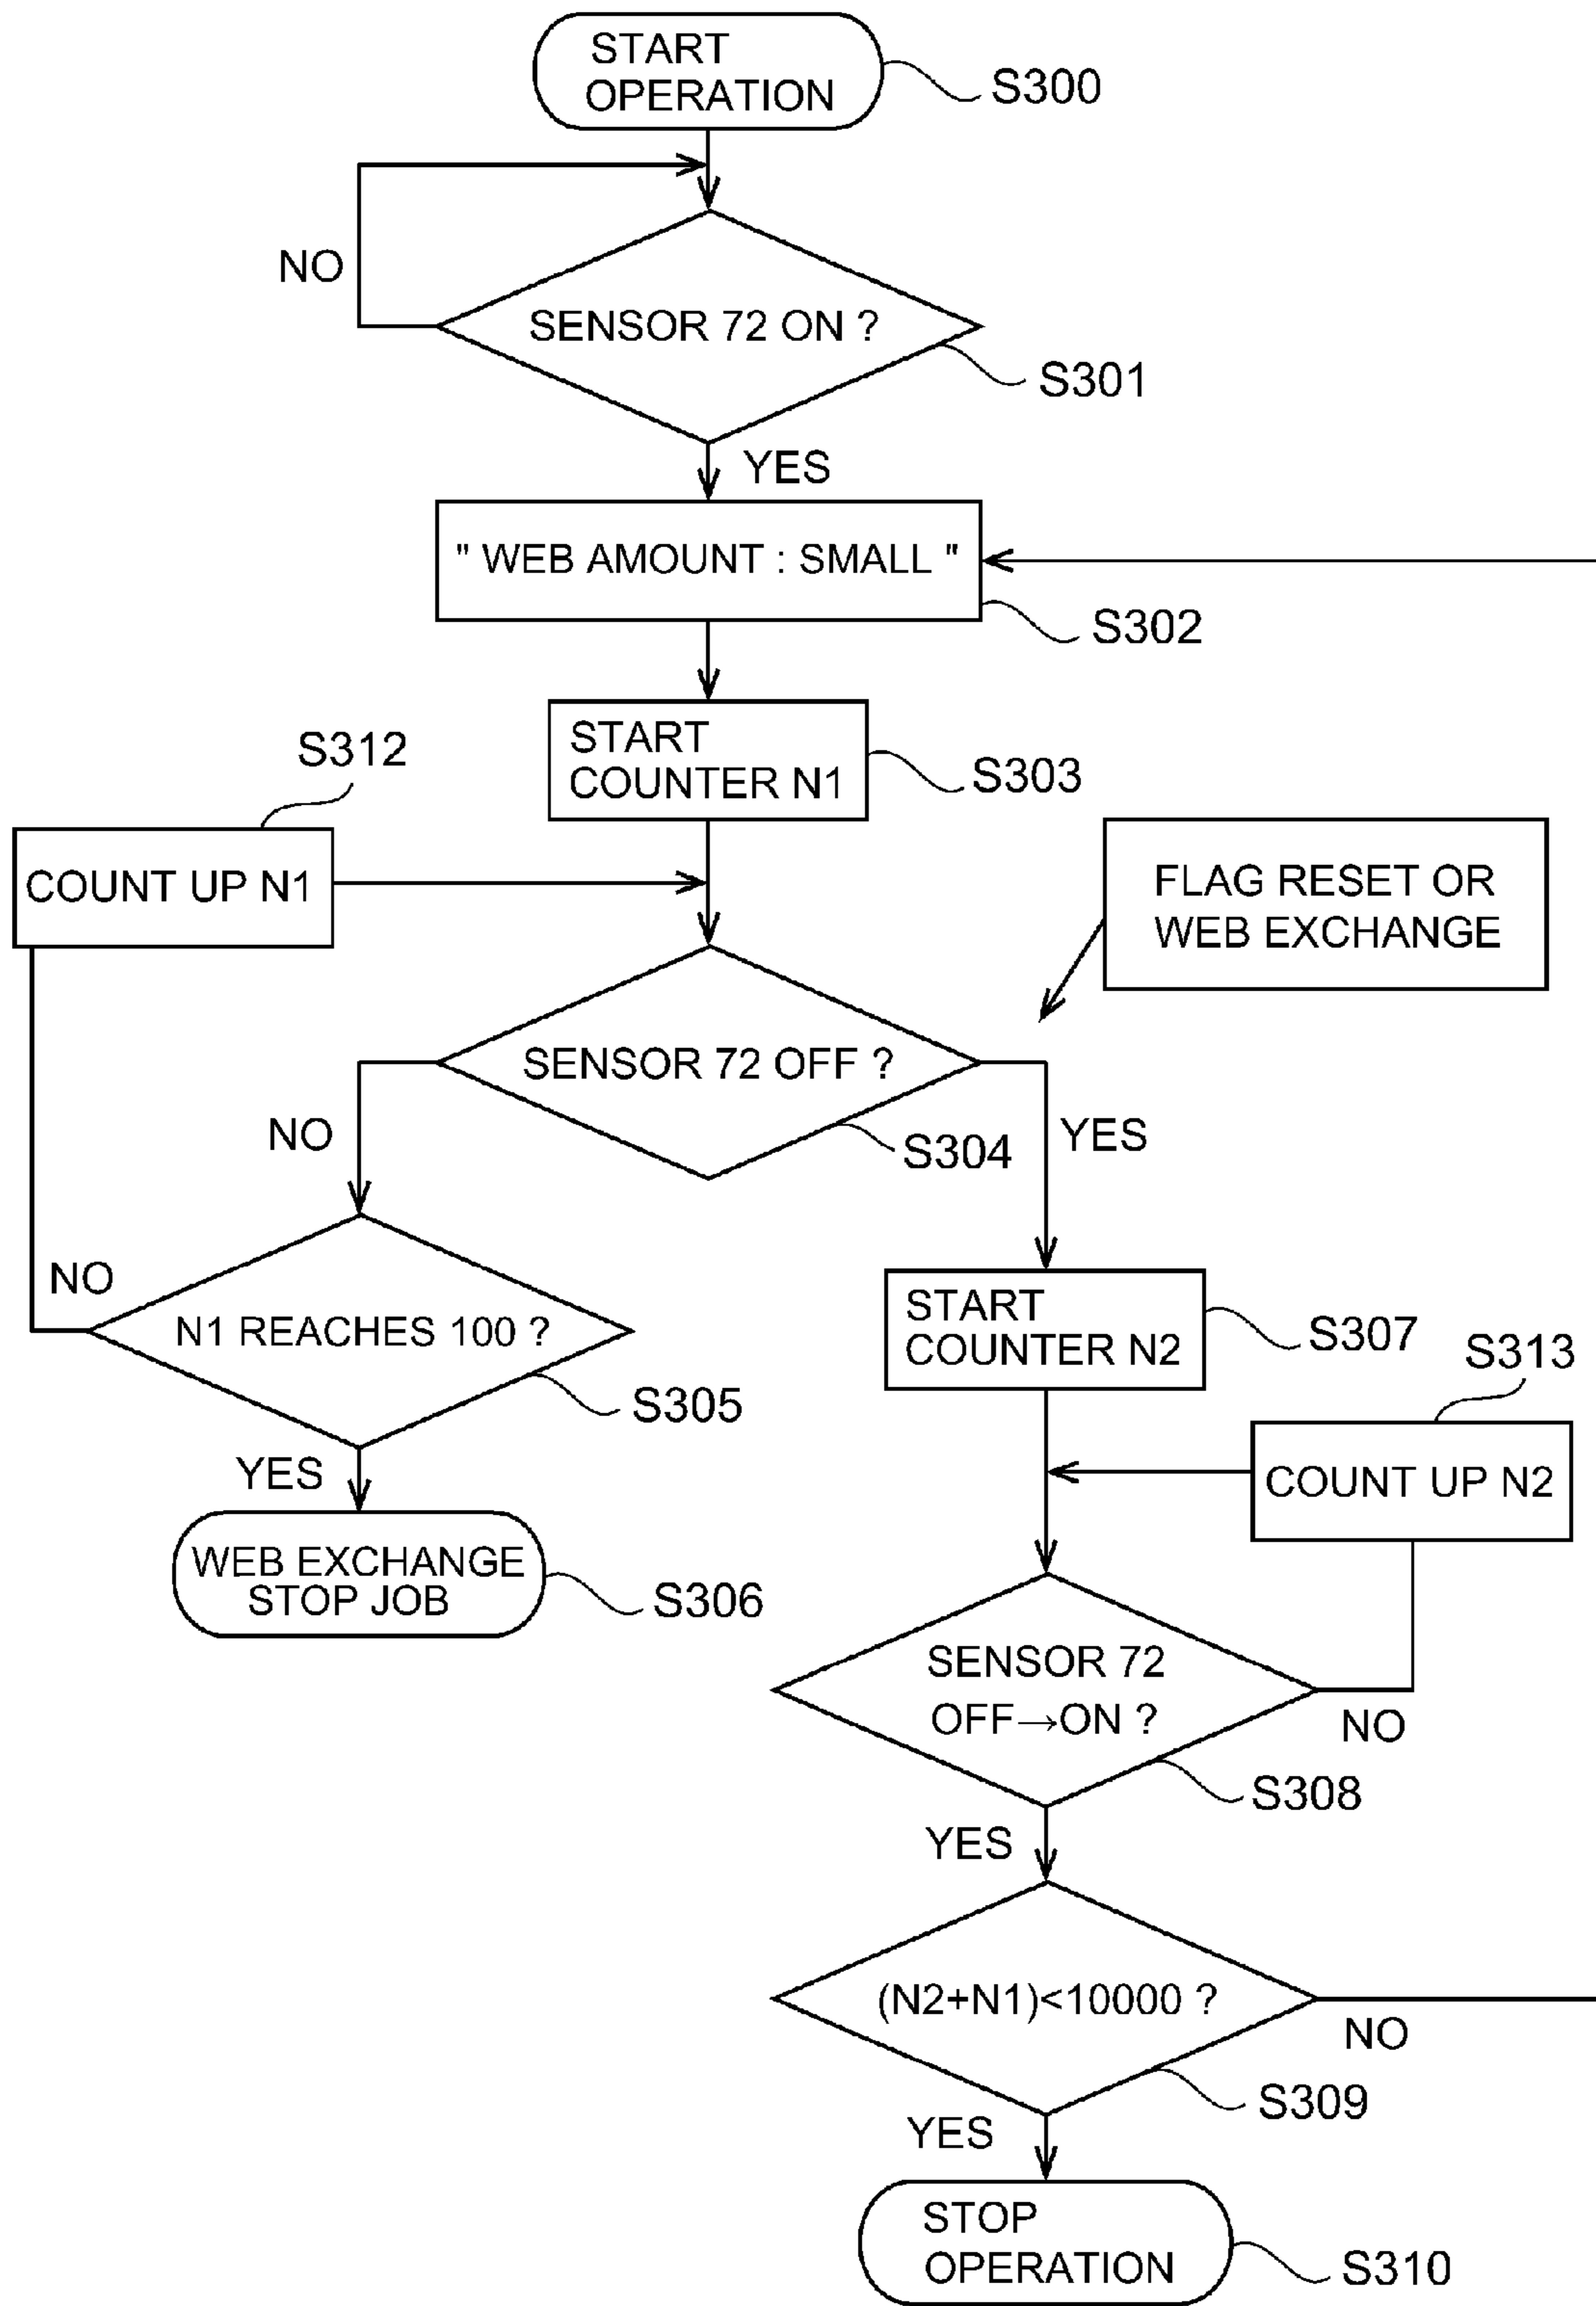 START
OPERATION
S300
NO
SENSOR 72 ON ?
S301
YES
" WEB AMOUNT : SMALL "
S302
START
COUNTER N1
S303
S312
COUNT UP N1
FLAG RESET OR
WEB EXCHANGE
SENSOR 72 OFF ?
NO
S304
YES
NO
N1 REACHES 100 ?
S305
START
COUNTER N2
S307
S313
COUNT UP N2
YES
WEB EXCHANGE
STOP JOB
S306
SENSOR 72
OFF→ON ?
NO
S308
YES
(N2+N1)<10000 ?
NO
S309
YES
STOP
OPERATION
S310